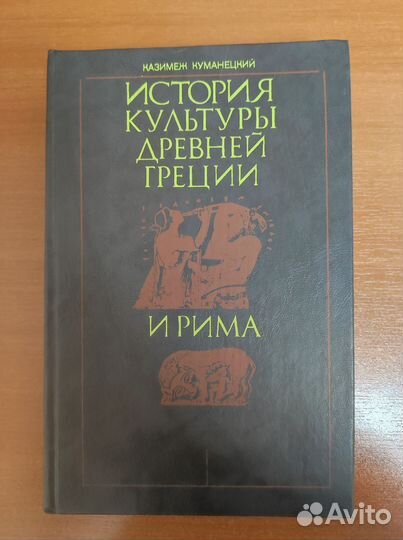 КАЗИМЕЖ КУМАНЕЦКИЙ
ИСТОРИЯ
КУЛЬТУРЫ
ДРЕВНЕЙ
ГРЕЦИИ
И РИМА
Avito